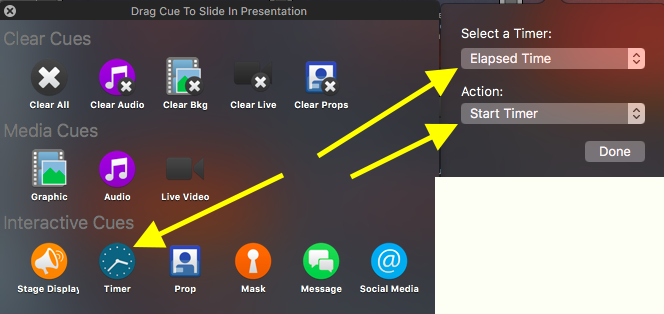 Drag Cue To Slide In Presentation
Clear Cues
Clear All
Clear Audio
Clear Bkg
Clear Live
Clear Props
Media Cues
Graphic
Audio
Live Video
Interactive Cues
Stage Display
Timer
Prop
Mask
Message
Social Media
Select a Timer:
Elapsed Time
Action:
Start Timer
Done